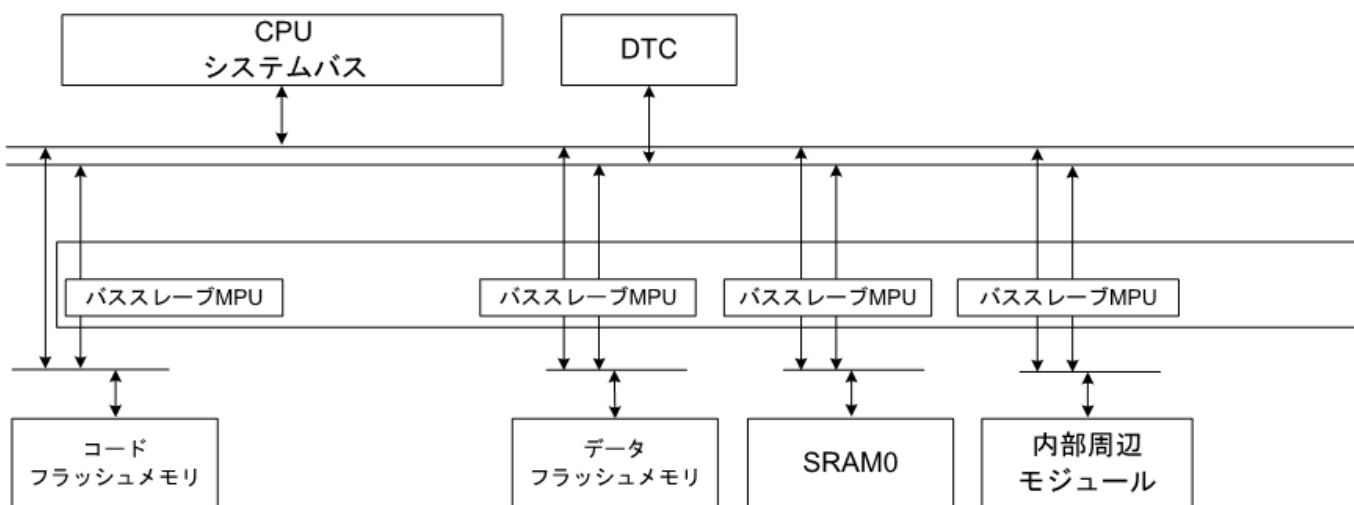 CPU
システムバス
DTC
バススレーブMPU
バススレーブMPU
バススレーブMPU
バススレーブMPU
コード
フラッシュメモリ
データ
フラッシュメモリ
SRAM0
内部周辺
モジュール